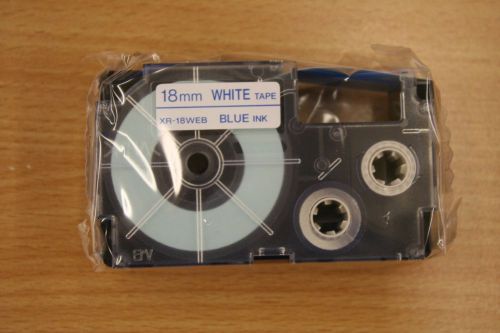 18mm WHITE TAPE
XR-18WEB BLUE INK